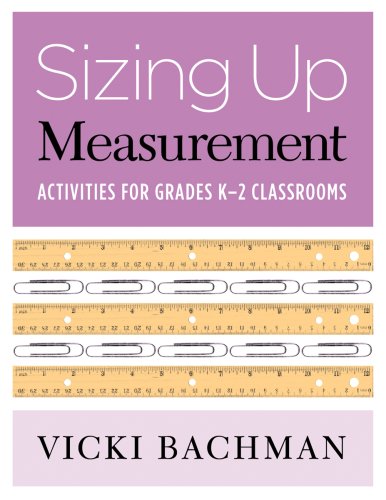 Sizing Up
Measurement
ACTIVITIES FOR GRADES K–2 CLASSROOMS
VICKI BACHMAN